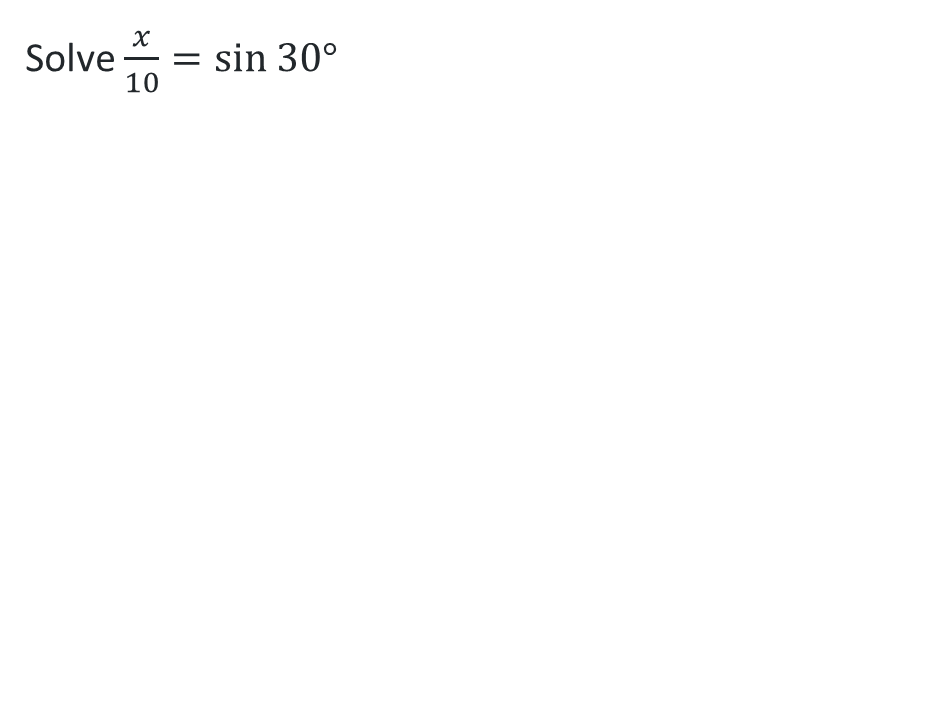 Solve x/10 = sin 30°